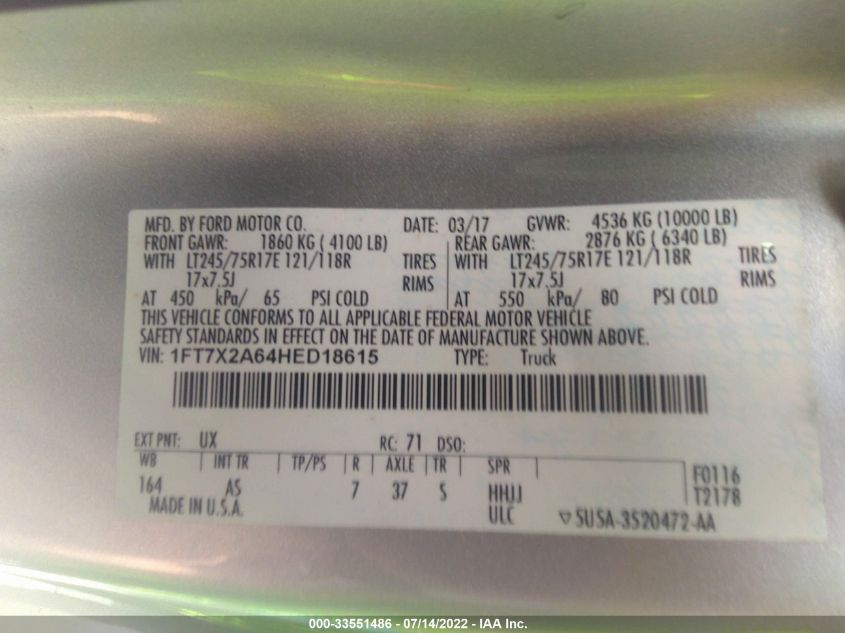 MFD. BY FORD MOTOR CO. DATE: 03/17 GVWR: 4536 KG (10000 LB)
FRONT GAWR: 1860 KG ( 4100 LB) REAR GAWR: 2876 KG ( 6340 LB)
WITH LT245/75R17E 121/118R TIRES WITH LT245/75R17E 121/118R TIRES
17x7.5J RIMS 17x7.5J RIMS
AT 450 kPa/ 65 PSI COLD AT 550 kPa/ 80 PSI COLD
THIS VEHICLE CONFORMS TO ALL APPLICABLE FEDERAL MOTOR VEHICLE
SAFETY STANDARDS IN EFFECT ON THE DATE OF MANUFACTURE SHOWN ABOVE.
VIN: 1FT7X2A64HED18615 TYPE: Truck
EXT PNT: UX RC: 71 DSO:
WB INT TR TP/PS R AXLE TR SPR F0116
164 AS 7 37 S HHJJ T2178
MADE IN U.S.A. ULC ▽5U5A-3520472-AA
000-33551486 - 07/14/2022 - IAA Inc.